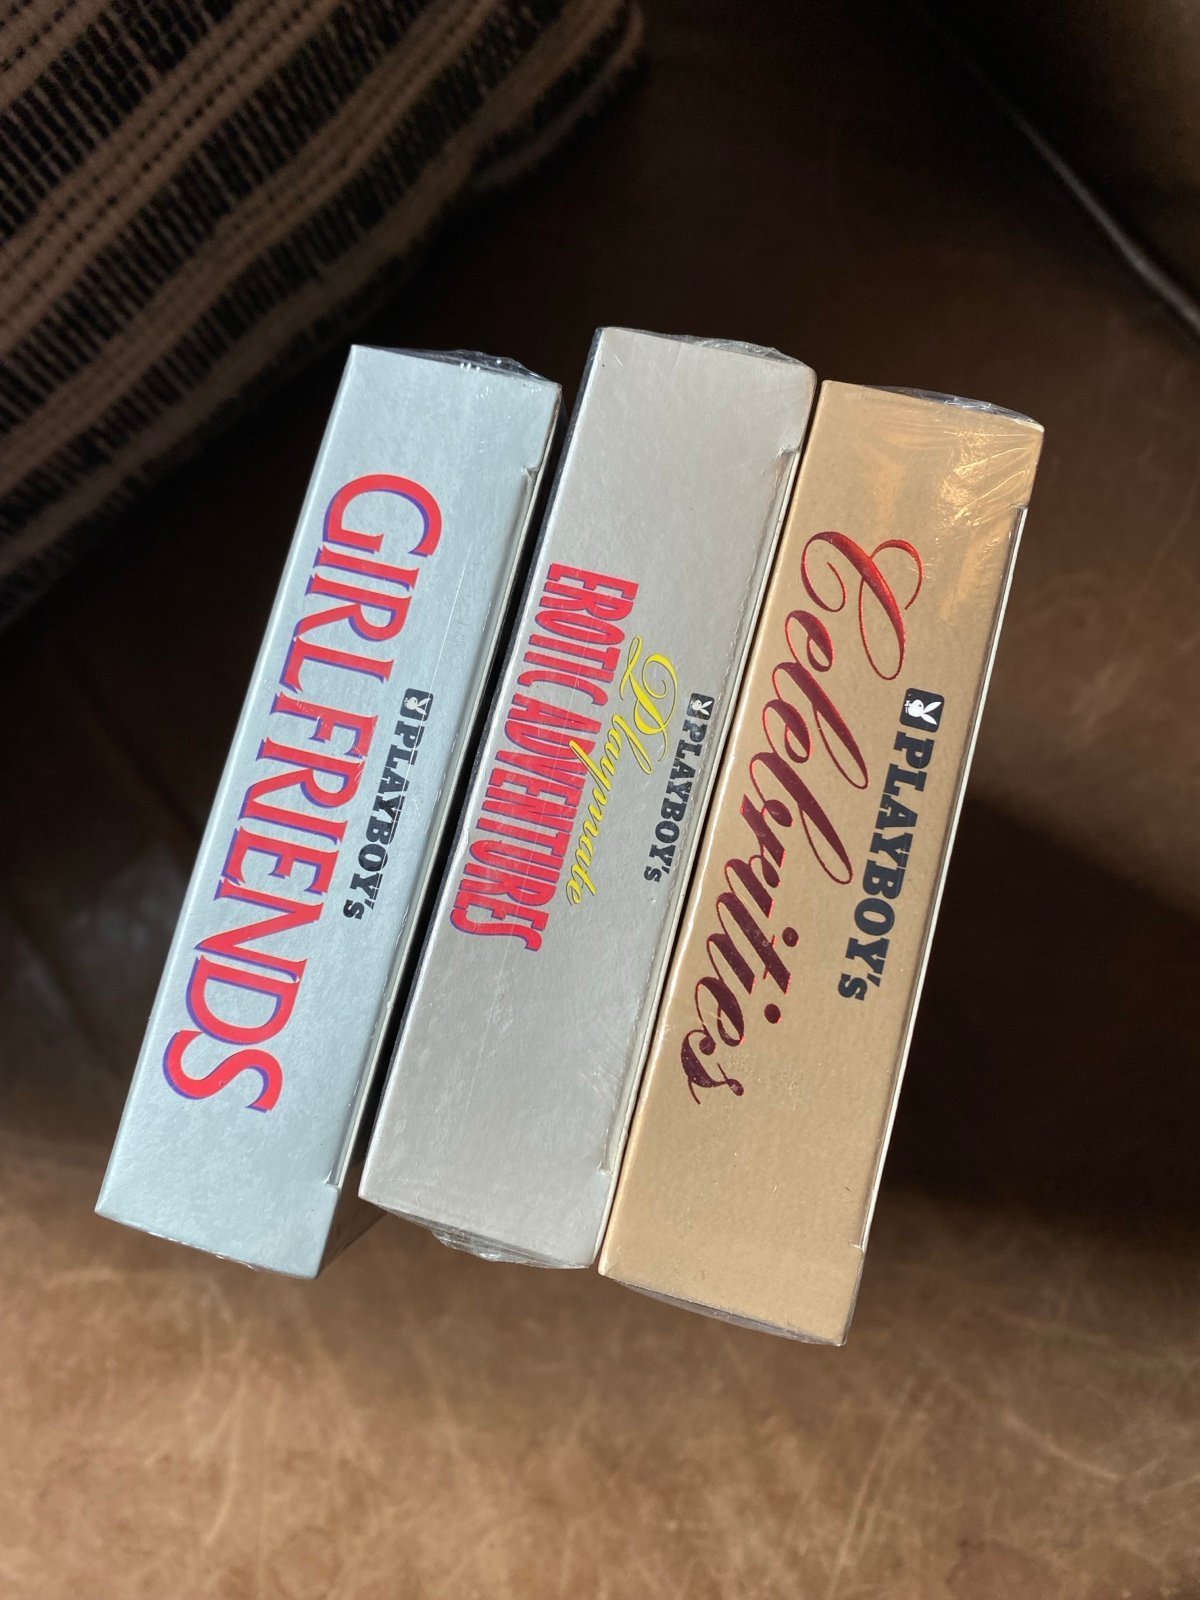 PLAYBOY's
GIRLFRIENDS
PLAYBOY's
Playmate
EROTIC ADVENTURES
PLAYBOY's
Celebrities